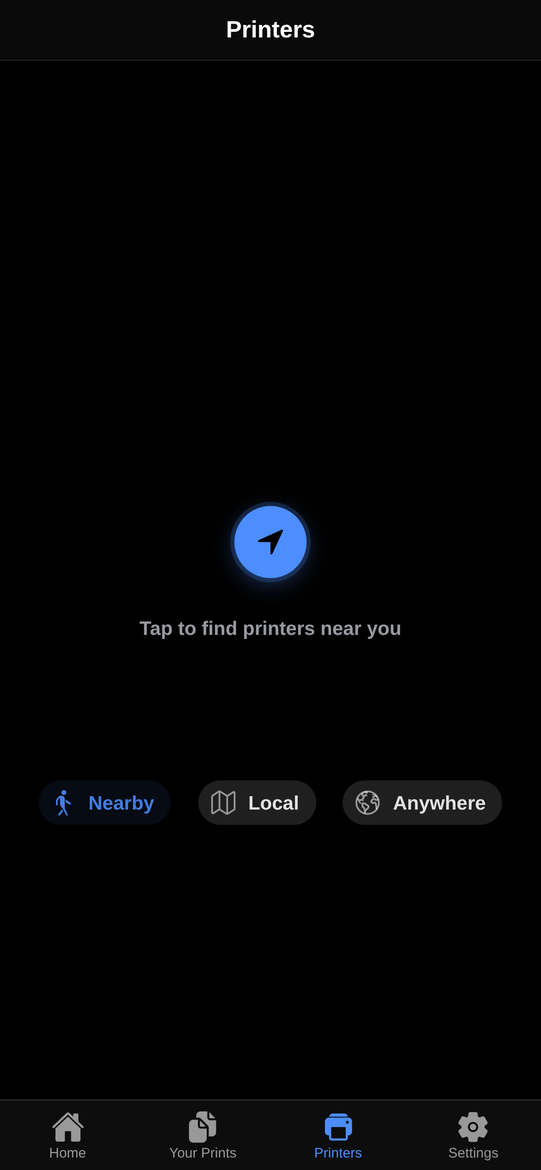 Printers
Tap to find printers near you
Nearby
Local
Anywhere
Home
Your Prints
Printers
Settings